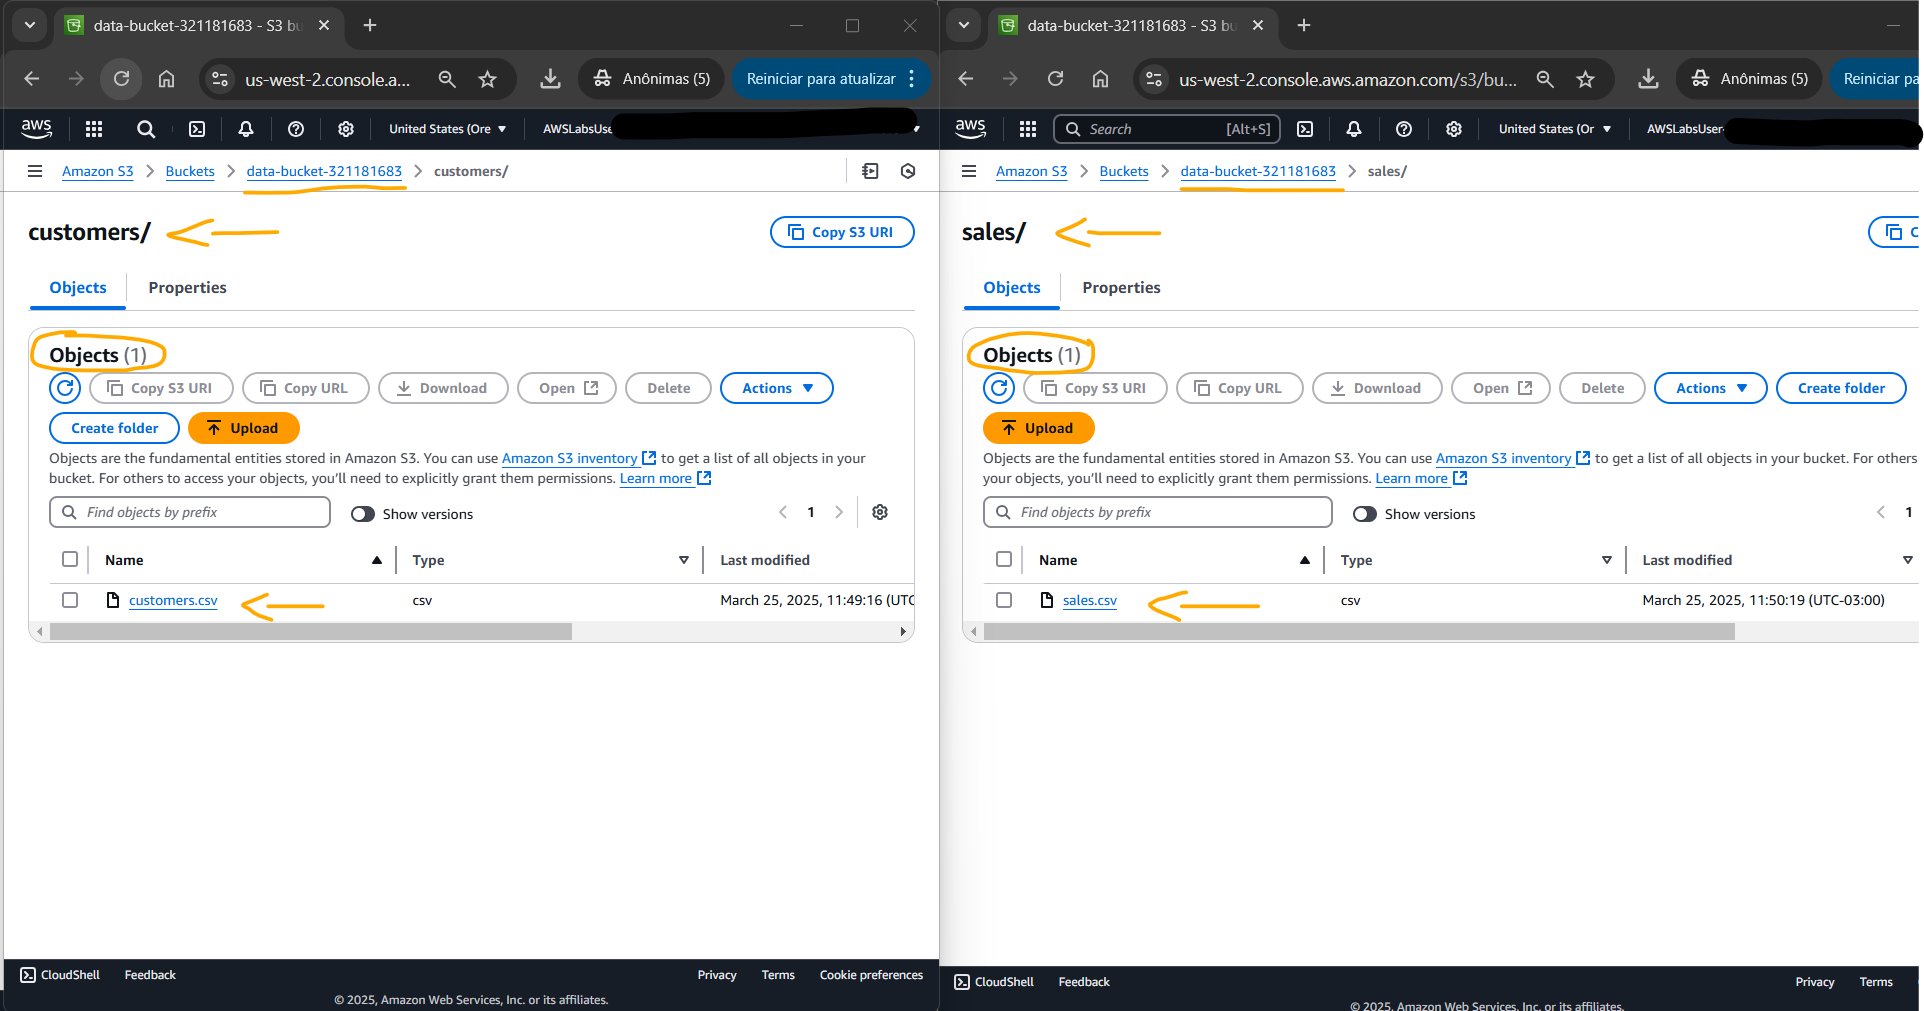 data-bucket-321181683 - S3 bu
us-west-2.console.a...
Anônimas (5)
Reiniciar para atualizar
aws
United States (Ore
AWSLabsUse
Amazon S3 > Buckets > data-bucket-321181683 > customers/
customers/
Copy S3 URI
Objects
Properties
Objects (1)
Copy S3 URI
Copy URL
Download
Open
Delete
Actions
Create folder
Upload
Objects are the fundamental entities stored in Amazon S3. You can use Amazon S3 inventory to get a list of all objects in your
bucket. For others to access your objects, you'll need to explicitly grant them permissions. Learn more
Find objects by prefix
Show versions
1
Name
Type
Last modified
customers.csv
csv
March 25, 2025, 11:49:16 (UTC
CloudShell
Feedback
Privacy
Terms
Cookie preferences
© 2025, Amazon Web Services, Inc. or its affiliates.
data-bucket-321181683 - S3 bu
us-west-2.console.aws.amazon.com/s3/bu...
Anônimas (5)
Reiniciar pa
aws
Search
[Alt+S]
United States (Or
AWSLabsUser
Amazon S3 > Buckets > data-bucket-321181683 > sales/
sales/
C
Objects
Properties
Objects (1)
Copy S3 URI
Copy URL
Download
Open
Delete
Actions
Create folder
Upload
Objects are the fundamental entities stored in Amazon S3. You can use Amazon S3 inventory to get a list of all objects in your bucket. For others
your objects, you'll need to explicitly grant them permissions. Learn more
Find objects by prefix
Show versions
1
Name
Type
Last modified
sales.csv
csv
March 25, 2025, 11:50:19 (UTC-03:00)
CloudShell
Feedback
Privacy
Terms
© 2025, Amazon Web Services, Inc. or its affiliates.